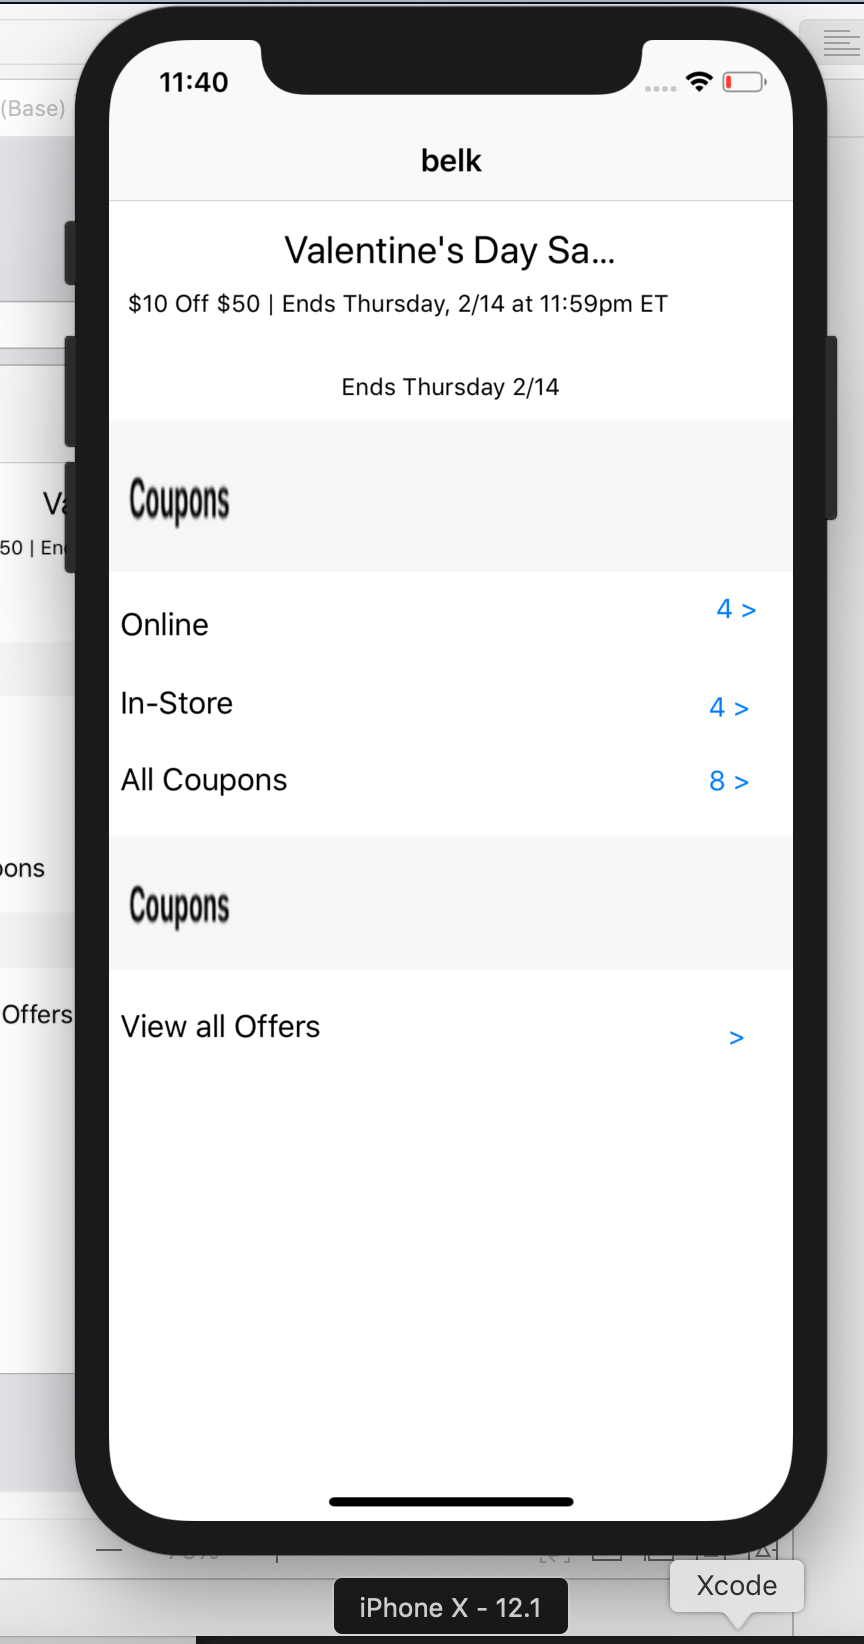 (Base)
11:40
belk
Valentine's Day Sa...
$10 Off $50 | Ends Thursday, 2/14 at 11:59pm ET
Ends Thursday 2/14
Va
50 | En
Coupons
Online 4 >
In-Store 4 >
All Coupons 8 >
ons
Coupons
Offers
View all Offers >
Xcode
iPhone X - 12.1